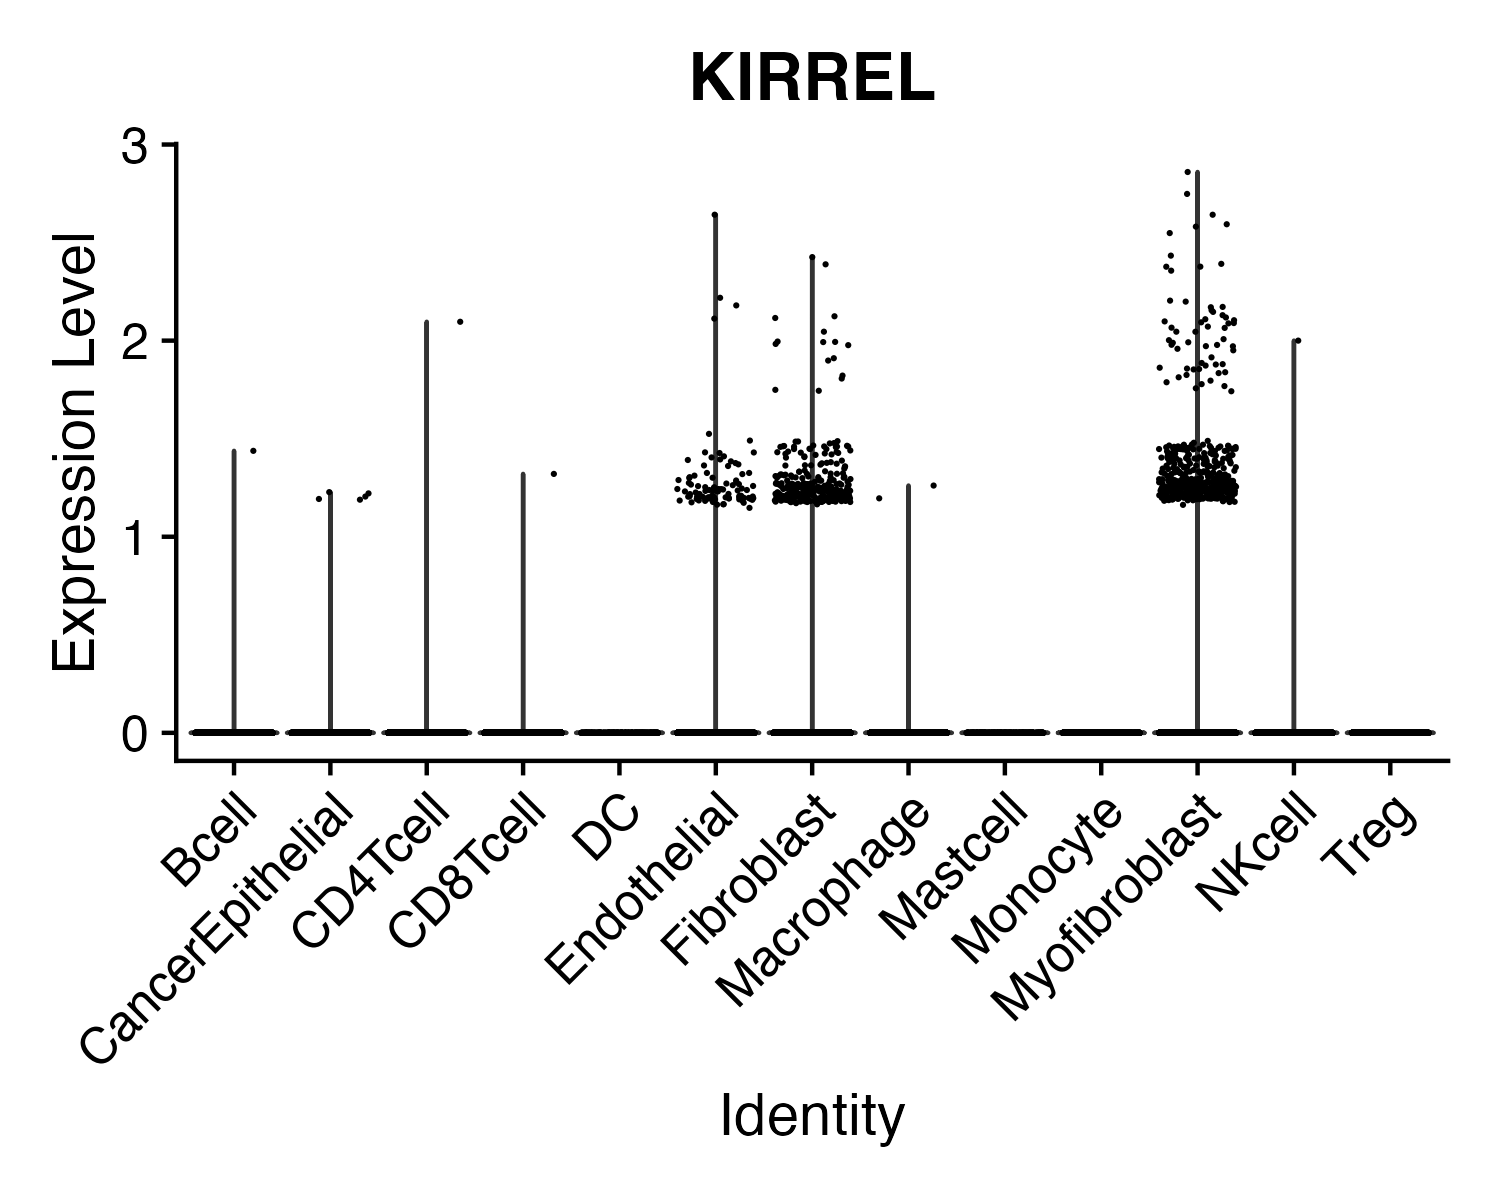 KIRREL
Expression Level
3
2
1
0
Bcell
CancerEpithelial
CD4Tcell
CD8Tcell
DC
Endothelial
Fibroblast
Macrophage
Mastcell
Monocyte
Myofibroblast
NKcell
Treg
Identity